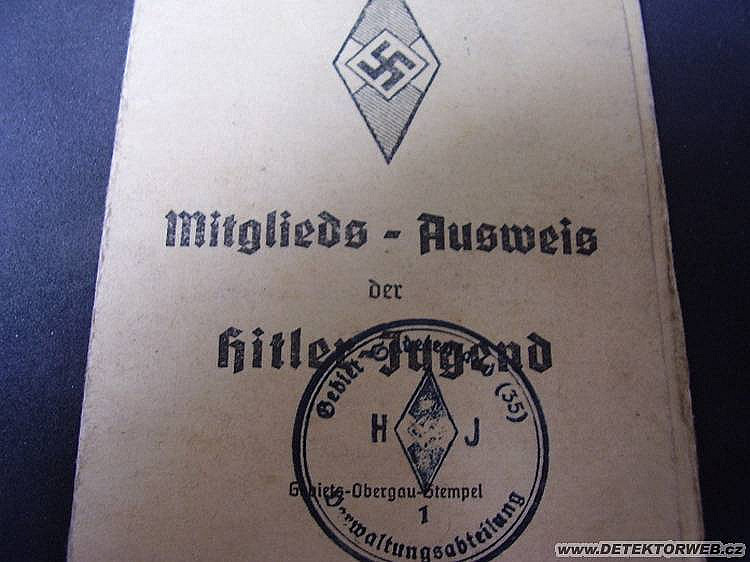 Mitglieds - Ausweis
der
Hitler-Jugend
Gebiet (35)
H J
Gebiets-Obergau-Stempel
1
Verwaltungsabteilung
www.DETEKTORWEB.cz